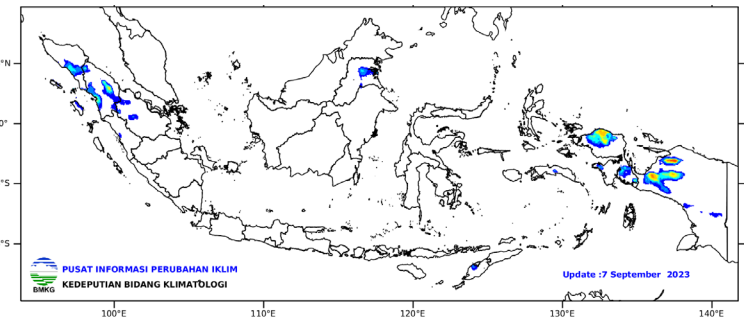 °N
0°
°S
°S
PUSAT INFORMASI PERUBAHAN IKLIM
KEDEPUTIAN BIDANG KLIMATOLOGI
BMKG
Update :7 September 2023
100°E 110°E 120°E 130°E 140°E